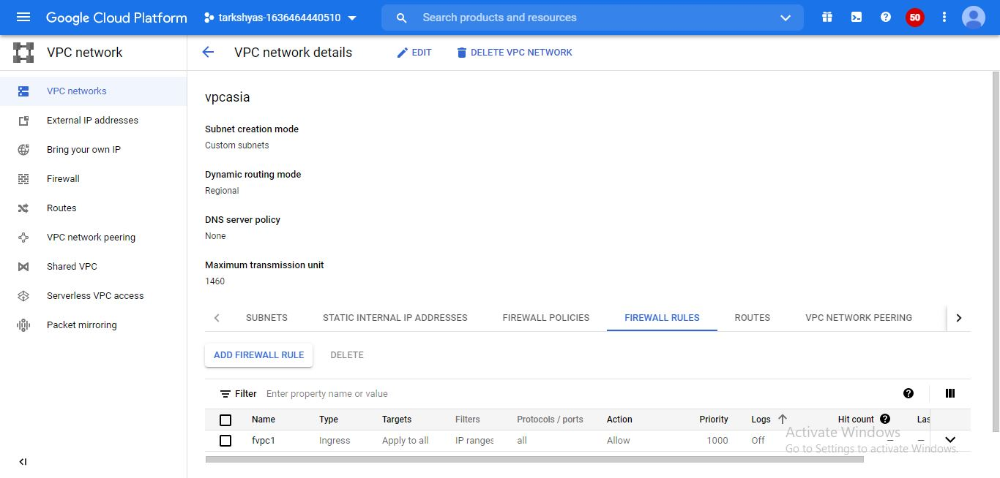 Google Cloud Platform tarkshyas-1636464440510 Search products and resources 50
VPC network
VPC network details EDIT DELETE VPC NETWORK
VPC networks
External IP addresses
Bring your own IP
Firewall
Routes
VPC network peering
Shared VPC
Serverless VPC access
Packet mirroring
vpcasia
Subnet creation mode
Custom subnets
Dynamic routing mode
Regional
DNS server policy
None
Maximum transmission unit
1460
SUBNETS STATIC INTERNAL IP ADDRESSES FIREWALL POLICIES FIREWALL RULES ROUTES VPC NETWORK PEERING
ADD FIREWALL RULE DELETE
Filter Enter property name or value
Name Type Targets Filters Protocols / ports Action Priority Logs Hit count Las
fvpc1 Ingress Apply to all IP ranges all Allow 1000 Off — —
Activate Windows
Go to Settings to activate Windows.